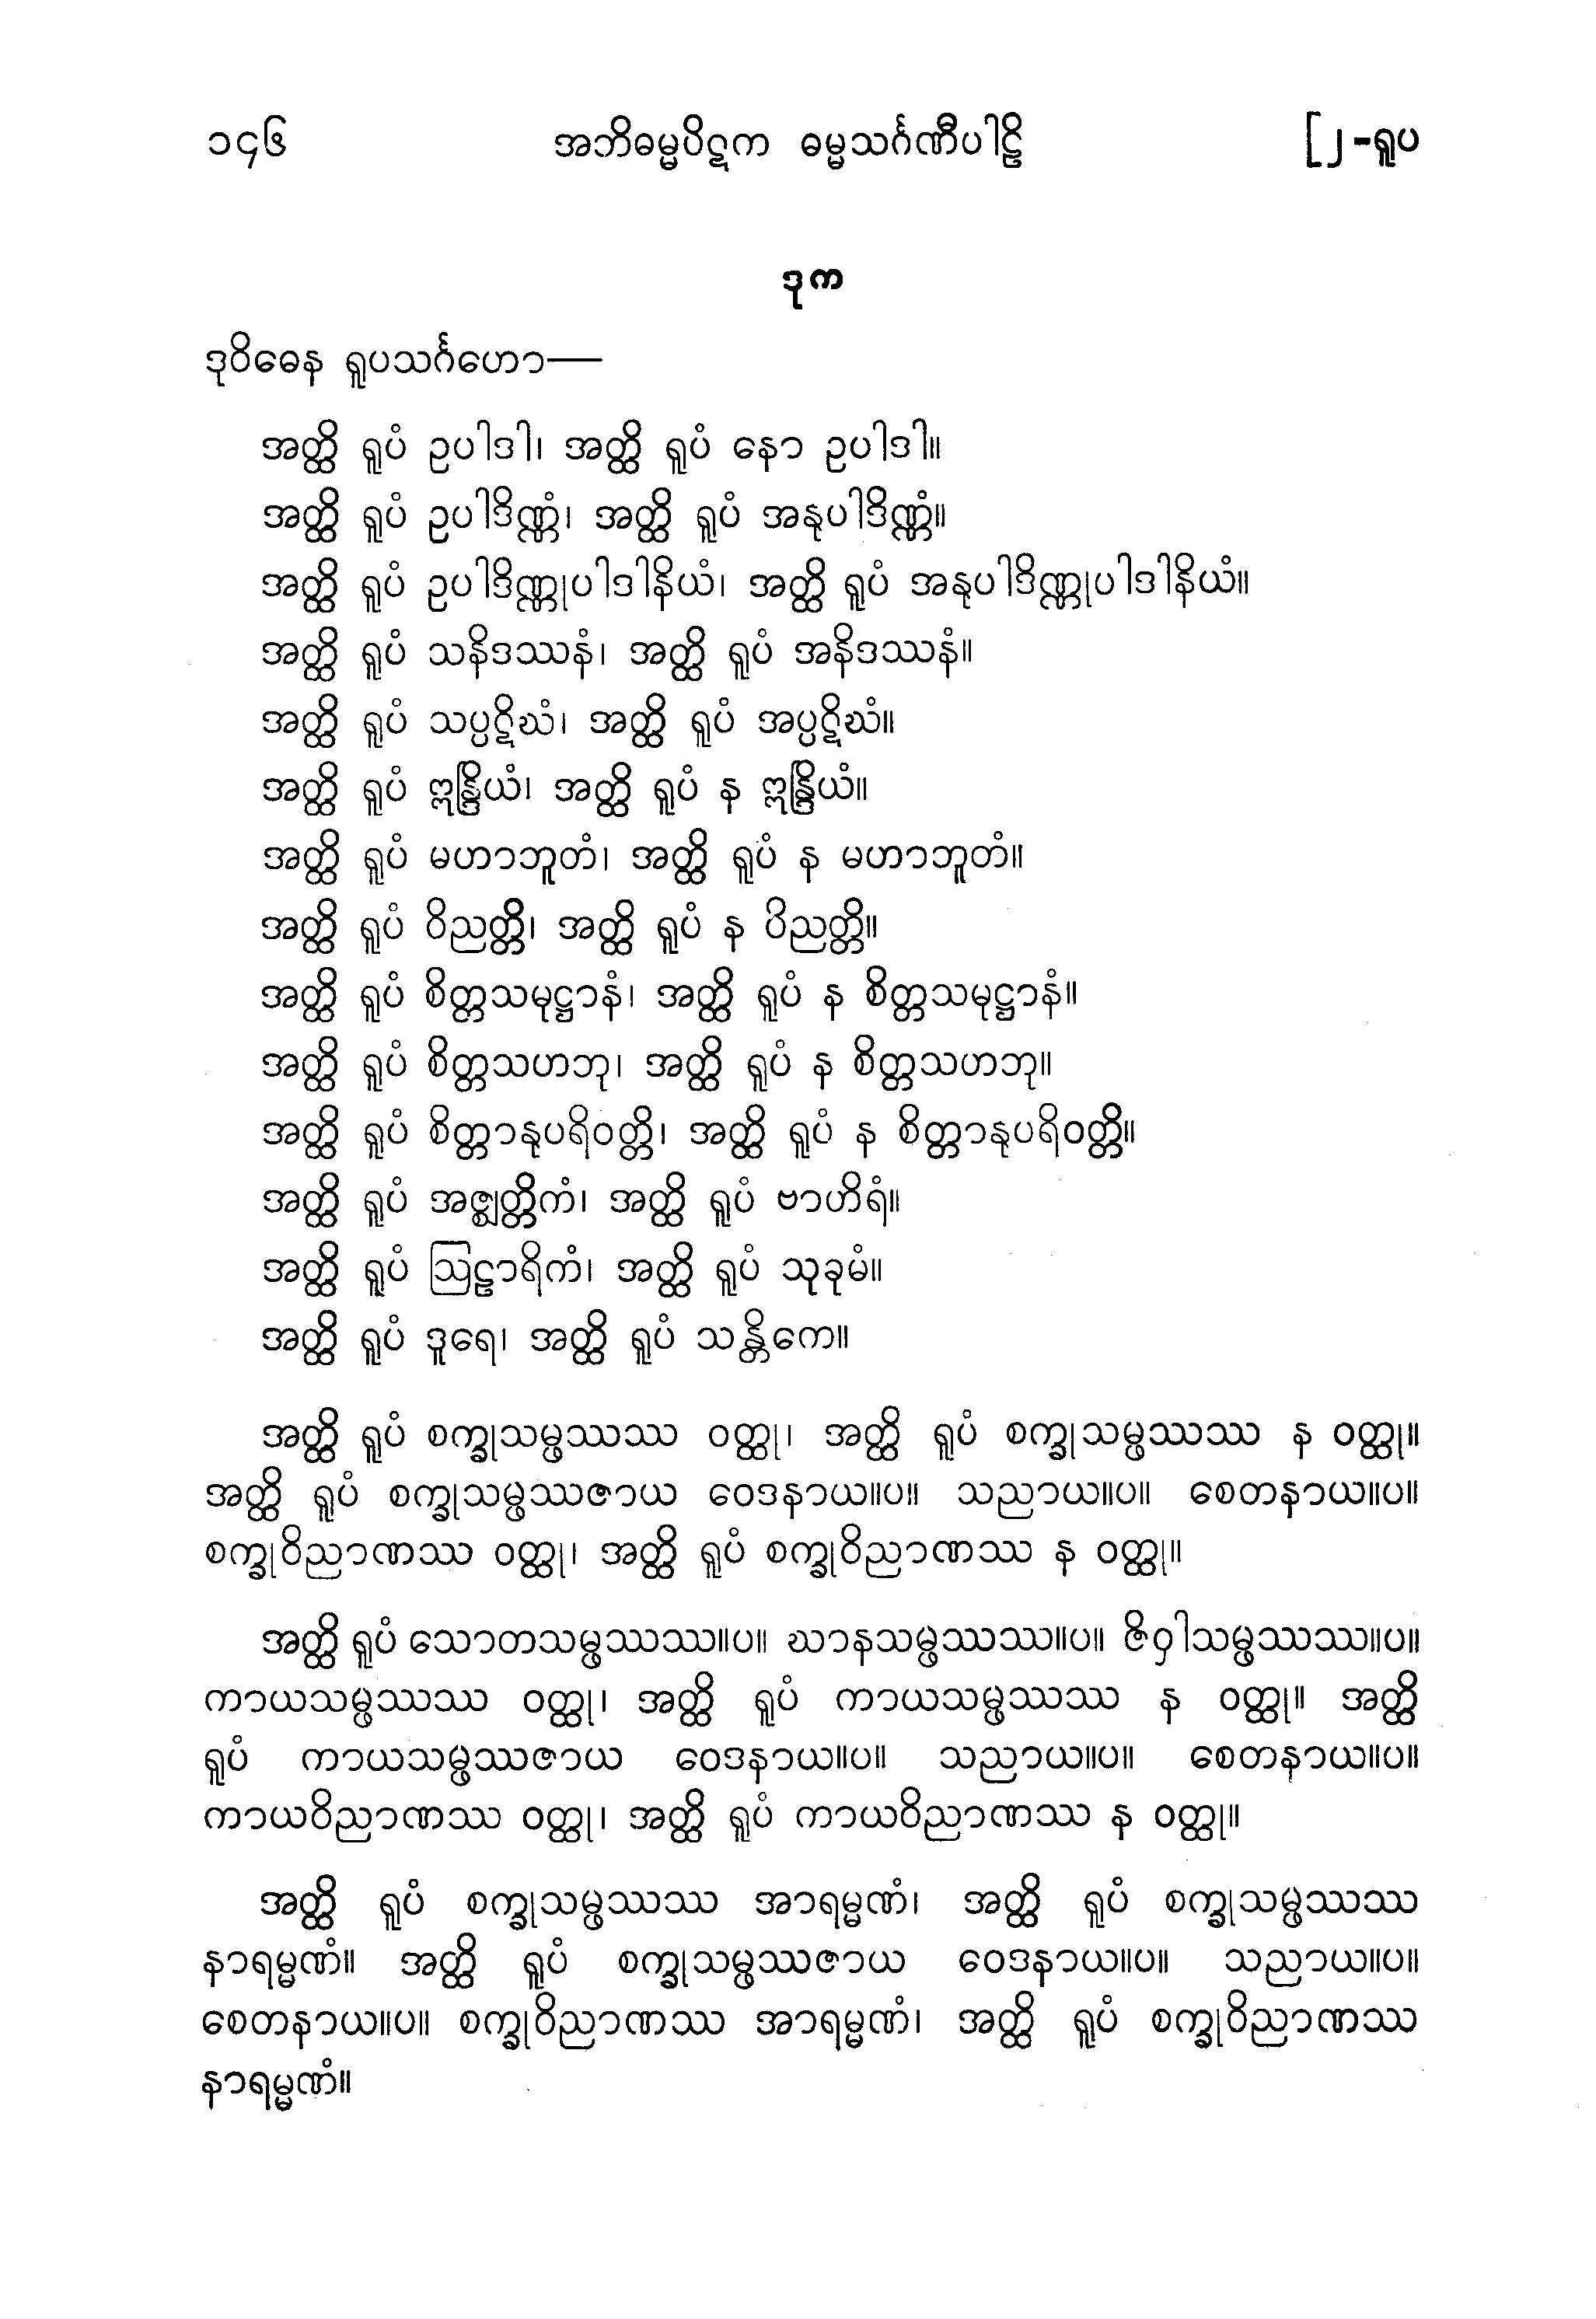 ၁၄၆ အဘိဓမ္မပိဋက ဓမ္မသင်္ဂဏီပါဠိ [၂-ရူပ
ဒုက
ဒုဝိဓေန ရူပသင်္ဂဟော—
အတ္ထိ ရူပံ ဥပါဒါ၊ အတ္ထိ ရူပံ နော ဥပါဒါ။
အတ္ထိ ရူပံ ဥပါဒိဏ္ဏံ၊ အတ္ထိ ရူပံ အနုပါဒိဏ္ဏံ။
အတ္ထိ ရူပံ ဥပါဒိဏ္ဏုပါဒါနိယံ၊ အတ္ထိ ရူပံ အနုပါဒိဏ္ဏုပါဒါနိယံ။
အတ္ထိ ရူပံ သနိဒဿနံ၊ အတ္ထိ ရူပံ အနိဒဿနံ။
အတ္ထိ ရူပံ သပ္ပဋိဃံ၊ အတ္ထိ ရူပံ အပ္ပဋိဃံ။
အတ္ထိ ရူပံ ဣန္ဒြိယံ၊ အတ္ထိ ရူပံ န ဣန္ဒြိယံ။
အတ္ထိ ရူပံ မဟာဘူတံ၊ အတ္ထိ ရူပံ န မဟာဘူတံ။
အတ္ထိ ရူပံ ဝိညတ္တိ၊ အတ္ထိ ရူပံ န ဝိညတ္တိ။
အတ္ထိ ရူပံ စိတ္တသမုဋ္ဌာနံ၊ အတ္ထိ ရူပံ န စိတ္တသမုဋ္ဌာနံ။
အတ္ထိ ရူပံ စိတ္တသဟဘု၊ အတ္ထိ ရူပံ န စိတ္တသဟဘု။
အတ္ထိ ရူပံ စိတ္တာနုပရိဝတ္တိ၊ အတ္ထိ ရူပံ န စိတ္တာနုပရိဝတ္တိ။
အတ္ထိ ရူပံ အဇ္ဈတ္တိကံ၊ အတ္ထိ ရူပံ ဗာဟိရံ။
အတ္ထိ ရူပံ ဩဠာရိကံ၊ အတ္ထိ ရူပံ သုခုမံ။
အတ္ထိ ရူပံ ဒူရေ၊ အတ္ထိ ရူပံ သန္တိကေ။
အတ္ထိ ရူပံ စက္ခုသမ္ဖဿဿ ဝတ္ထု၊ အတ္ထိ ရူပံ စက္ခုသမ္ဖဿဿ န ဝတ္ထု။
အတ္ထိ ရူပံ စက္ခုသမ္ဖဿဇာယ ဝေဒနာယ။ပ။ သညာယ။ပ။ စေတနာယ။ပ။
စက္ခုဝိညာဏဿ ဝတ္ထု၊ အတ္ထိ ရူပံ စက္ခုဝိညာဏဿ န ဝတ္ထု။
အတ္ထိ ရူပံ သောတသမ္ဖဿဿ။ပ။ ဃာနသမ္ဖဿဿ။ပ။ ဇိဝှါသမ္ဖဿဿ။ပ။
ကာယသမ္ဖဿဿ ဝတ္ထု၊ အတ္ထိ ရူပံ ကာယသမ္ဖဿဿ န ဝတ္ထု။ အတ္ထိ
ရူပံ ကာယသမ္ဖဿဇာယ ဝေဒနာယ။ပ။ သညာယ။ပ။ စေတနာယ။ပ။
ကာယဝိညာဏဿ ဝတ္ထု၊ အတ္ထိ ရူပံ ကာယဝိညာဏဿ န ဝတ္ထု။
အတ္ထိ ရူပံ စက္ခုသမ္ဖဿဿ အာရမ္မဏံ၊ အတ္ထိ ရူပံ စက္ခုသမ္ဖဿဿ
နာရမ္မဏံ။ အတ္ထိ ရူပံ စက္ခုသမ္ဖဿဇာယ ဝေဒနာယ။ပ။ သညာယ။ပ။
စေတနာယ။ပ။ စက္ခုဝိညာဏဿ အာရမ္မဏံ၊ အတ္ထိ ရူပံ စက္ခုဝိညာဏဿ
နာရမ္မဏံ။